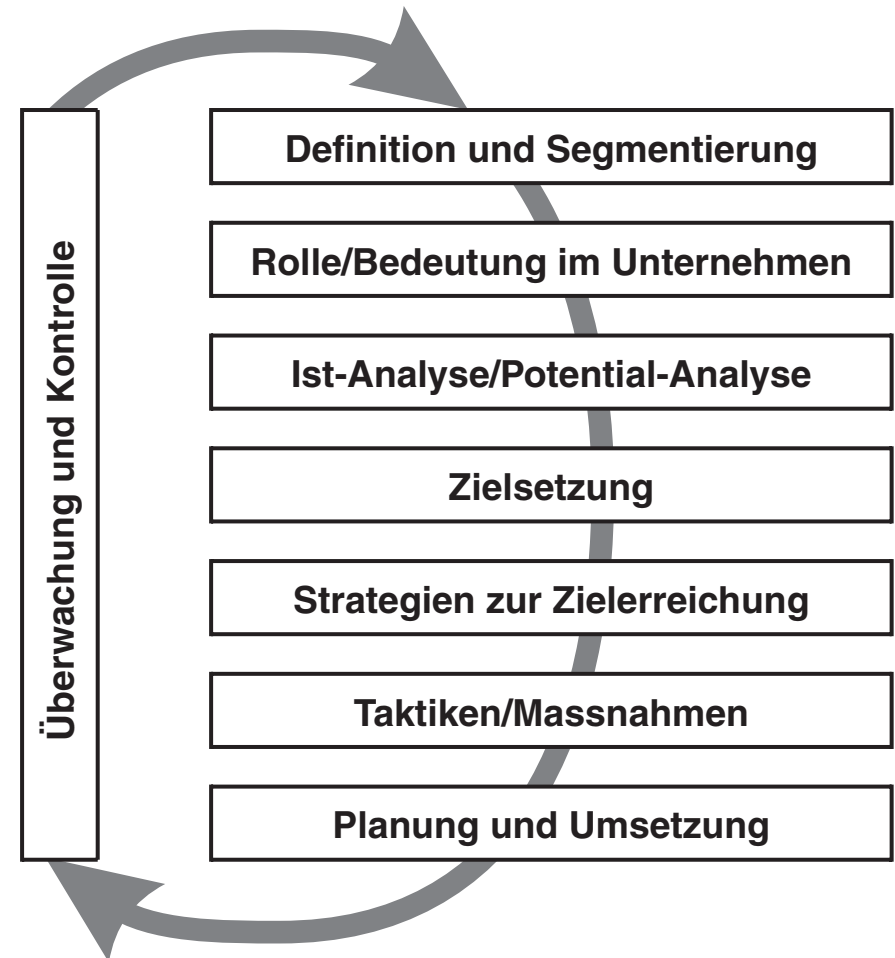 Überwachung und Kontrolle
Definition und Segmentierung
Rolle/Bedeutung im Unternehmen
Ist-Analyse/Potential-Analyse
Zielsetzung
Strategien zur Zielerreichung
Taktiken/Massnahmen
Planung und Umsetzung